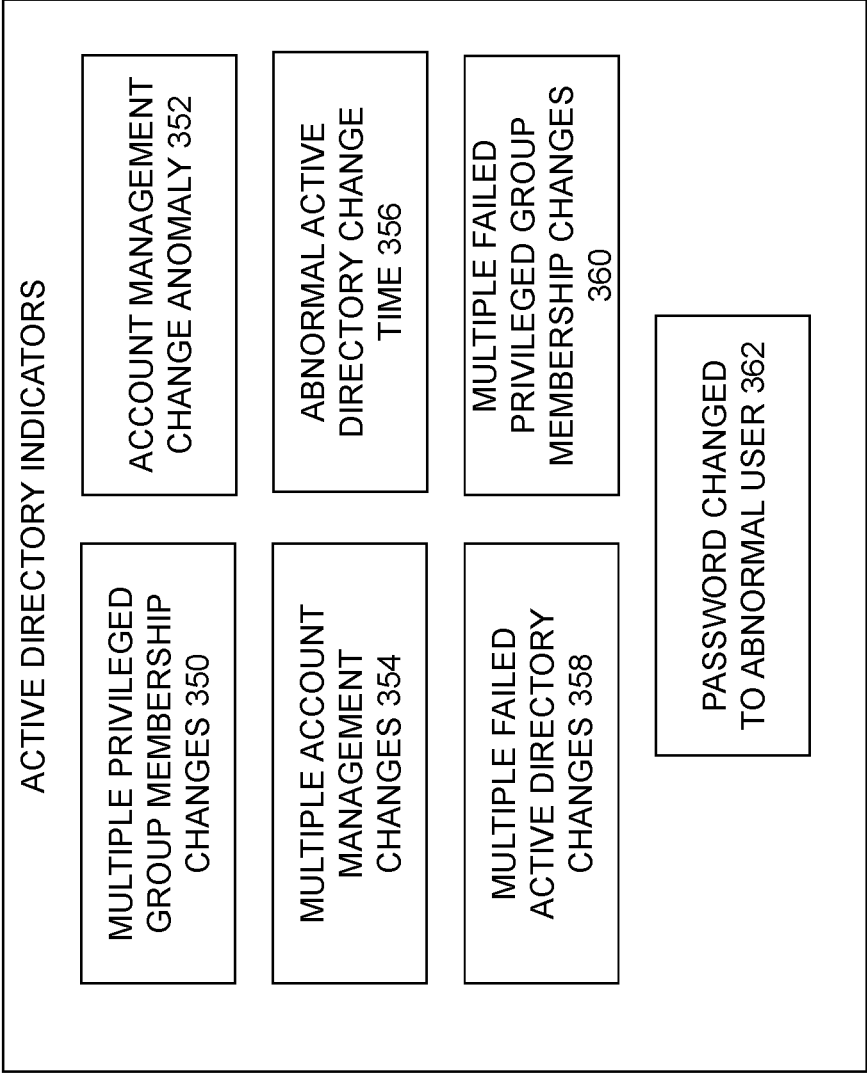 ACTIVE DIRECTORY INDICATORS
MULTIPLE PRIVILEGED
GROUP MEMBERSHIP
CHANGES 350
ACCOUNT MANAGEMENT
CHANGE ANOMALY 352
MULTIPLE ACCOUNT
MANAGEMENT
CHANGES 354
ABNORMAL ACTIVE
DIRECTORY CHANGE
TIME 356
MULTIPLE FAILED
ACTIVE DIRECTORY
CHANGES 358
MULTIPLE FAILED
PRIVILEGED GROUP
MEMBERSHIP CHANGES
360
PASSWORD CHANGED
TO ABNORMAL USER 362